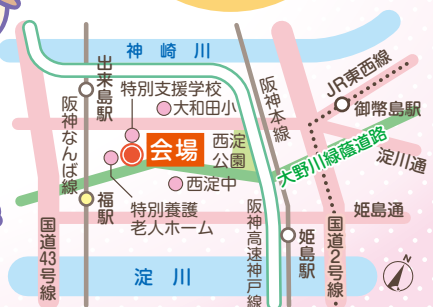 神崎川
出来島駅
特別支援学校
大和田小
阪神本線
JR東西線
御幣島駅
阪神なんば線
会場
西淀
公園
大野川緑蔭道路
淀川通
西淀中
福駅
特別養護
老人ホーム
姫島通
国道43号線
阪神高速神戸線
姫島駅
国道2号線
淀川
N